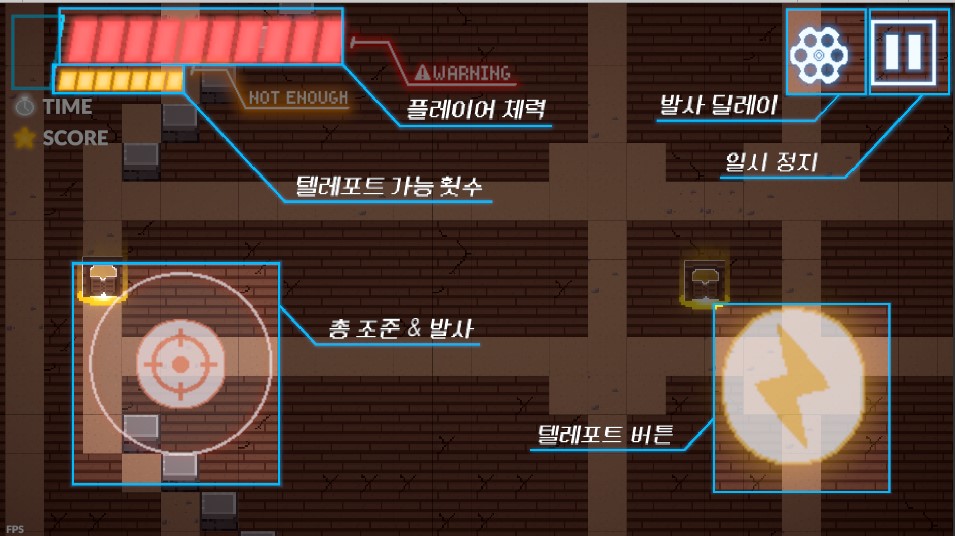 WARNING
NOT ENOUGH
TIME
플레이어 체력
발사 딜레이
SCORE
일시 정지
텔레포트 가능 횟수
총 조준 & 발사
텔레포트 버튼
FPS